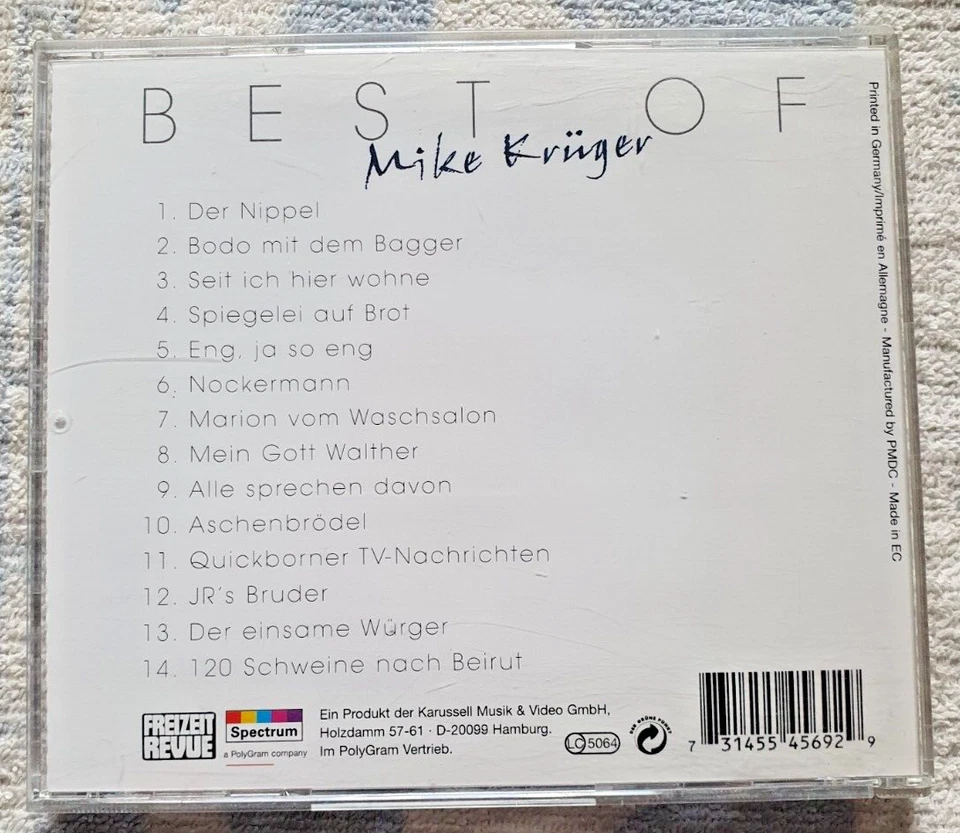 BEST OF
Mike Krüger
1. Der Nippel
2. Bodo mit dem Bagger
3. Seit ich hier wohne
4. Spiegelei auf Brot
5. Eng, ja so eng
6. Nockermann
7. Marion vom Waschsalon
8. Mein Gott Walther
9. Alle sprechen davon
10. Aschenbrödel
11. Quickborner TV-Nachrichten
12. JR's Bruder
13. Der einsame Würger
14. 120 Schweine nach Beirut
Printed in Germany/Imprimé en Allemagne - Manufactured by PMDC - Made in EC
FREIZEIT
REVUE
Spectrum
a PolyGram company
Ein Produkt der Karussell Musik & Video GmbH,
Holzdamm 57-61 · D-20099 Hamburg.
Im PolyGram Vertrieb.
LC 5064
DER GRÜNE PUNKT
7 31455 45692 9